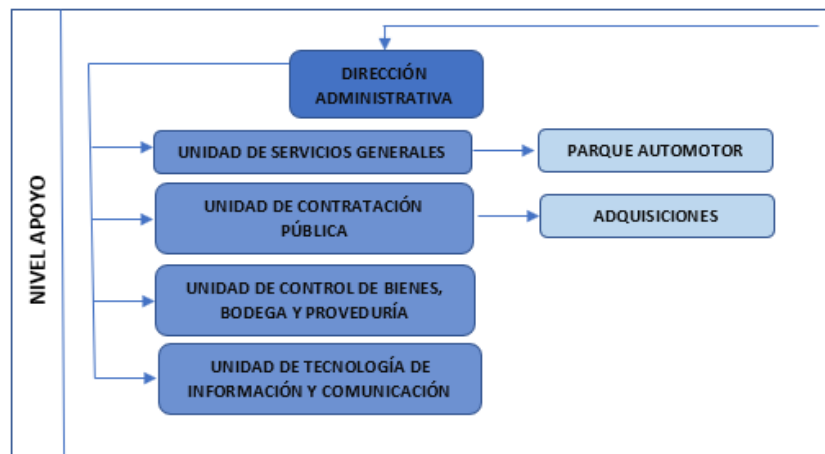 NIVEL APOYO
DIRECCIÓN
ADMINISTRATIVA
UNIDAD DE SERVICIOS GENERALES
PARQUE AUTOMOTOR
UNIDAD DE CONTRATACIÓN
PÚBLICA
ADQUISICIONES
UNIDAD DE CONTROL DE BIENES,
BODEGA Y PROVEDURÍA
UNIDAD DE TECNOLOGÍA DE
INFORMACIÓN Y COMUNICACIÓN